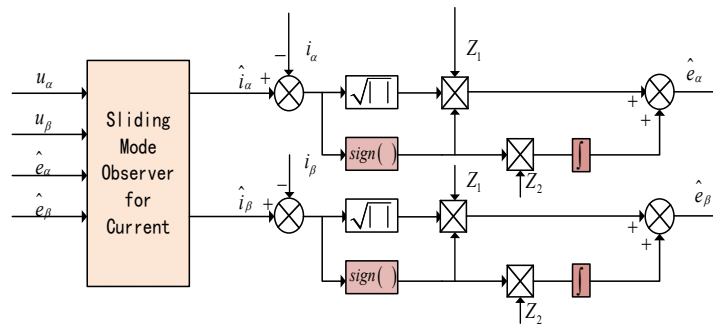 u_α
u_β
ê_α
ê_β
Sliding
Mode
Observer
for
Current
î_α
+
−
i_α
√| |
sign( )
Z_1
Z_2
∫
+
+
ê_α
î_β
+
−
i_β
√| |
sign( )
Z_1
Z_2
∫
+
+
ê_β